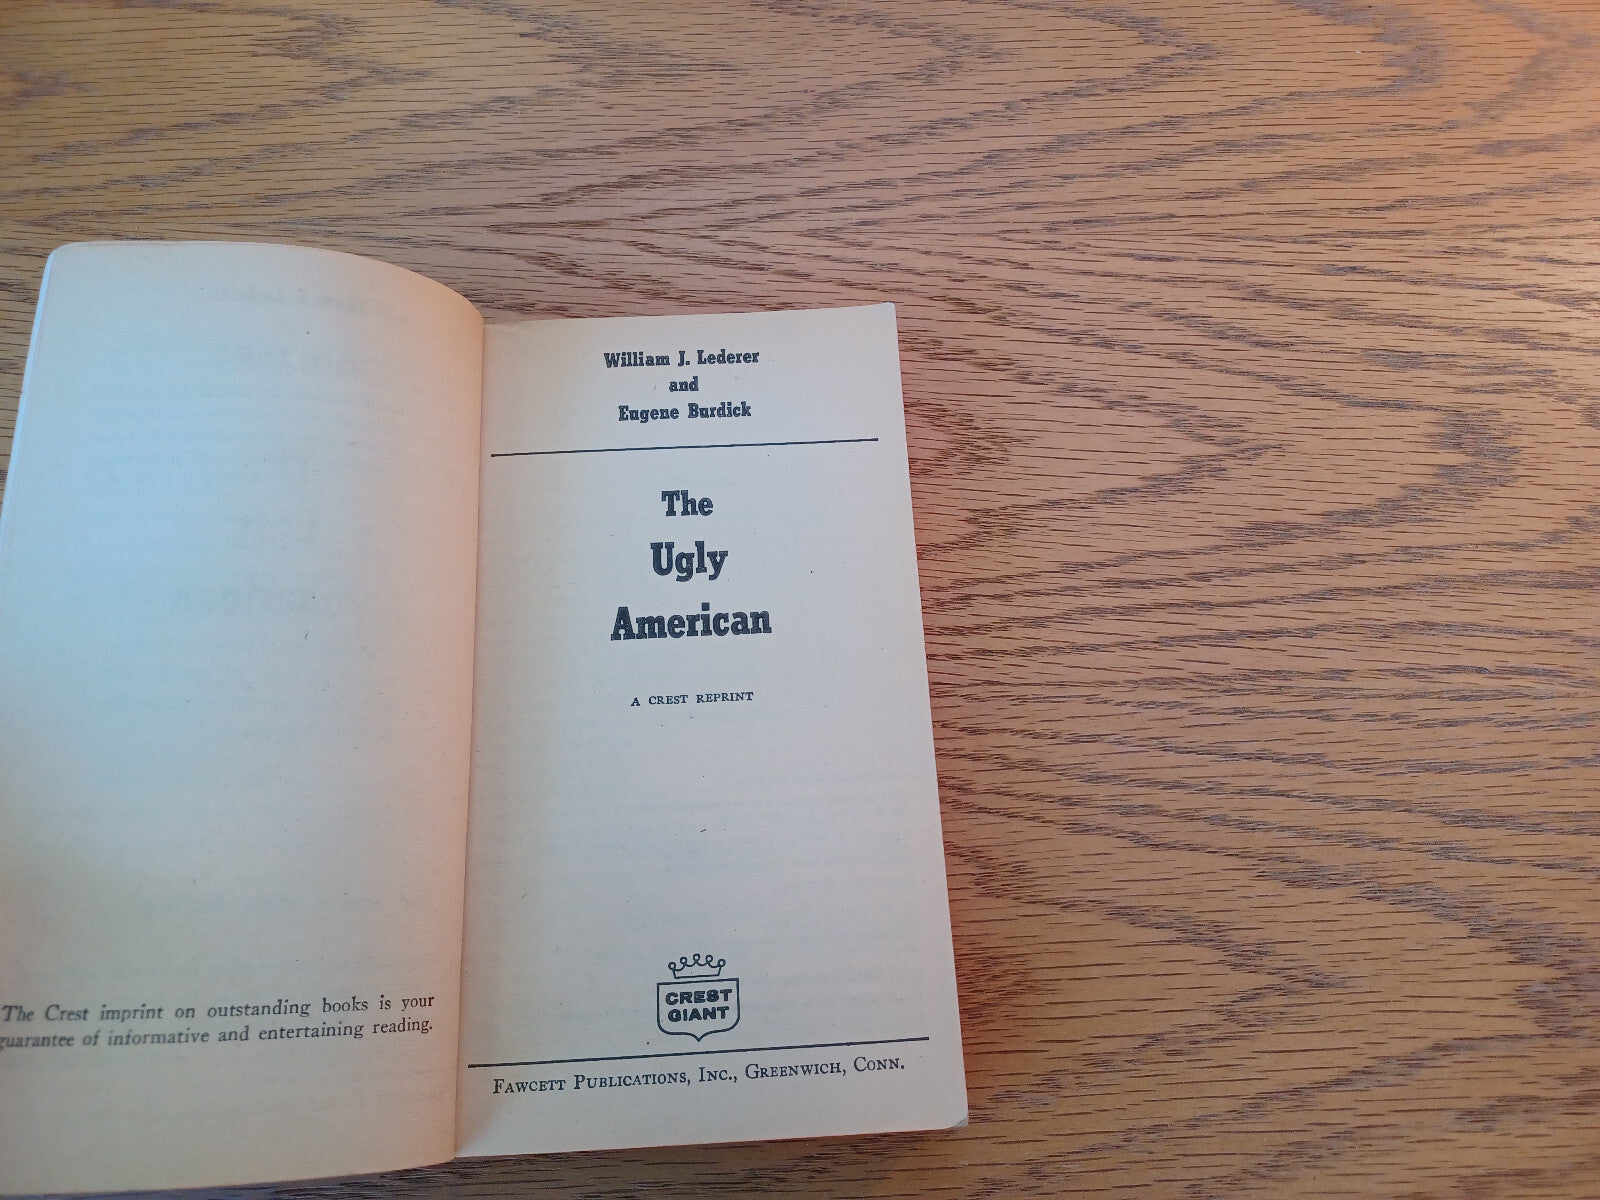 The Crest imprint on outstanding books is your
guarantee of informative and entertaining reading.
William J. Lederer
and
Eugene Burdick
The
Ugly
American
A CREST REPRINT
CREST
GIANT
FAWCETT PUBLICATIONS, INC., GREENWICH, CONN.